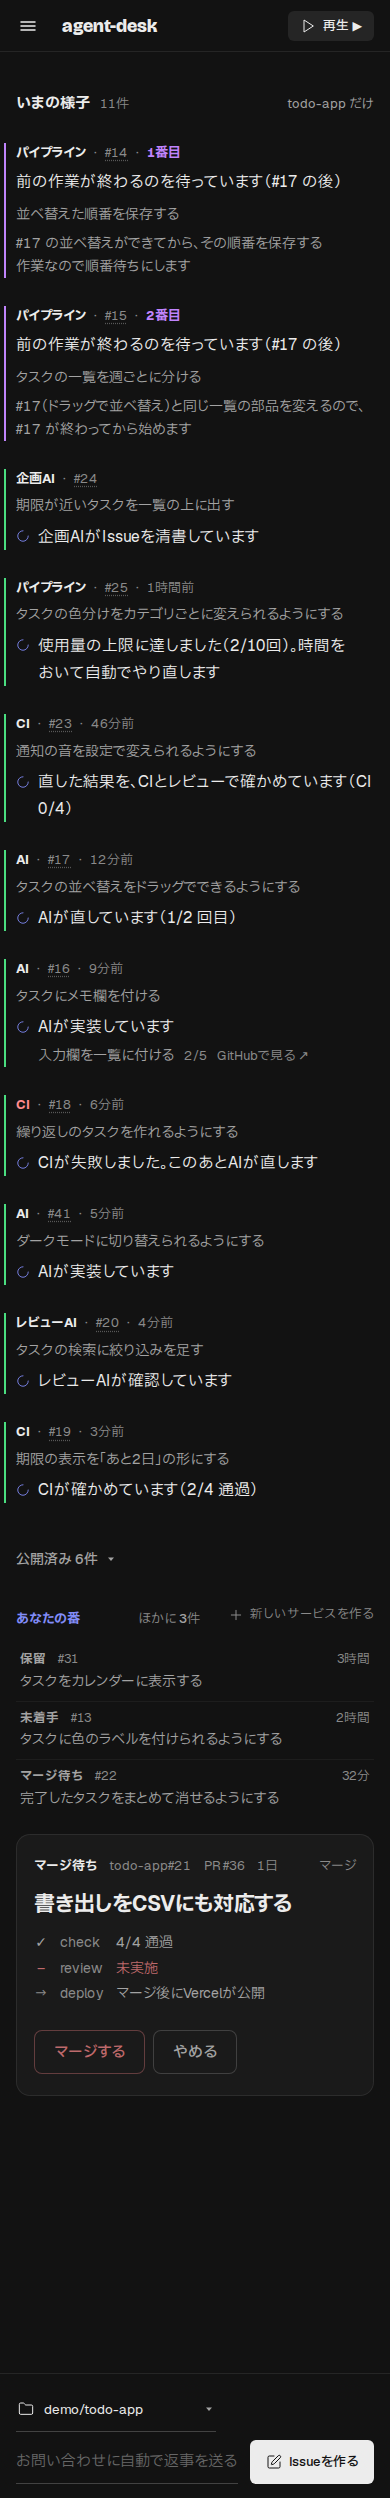 agent-desk
再生 ▶
いまの様子 11件 todo-app だけ
パイプライン · #14 · 1番目
前の作業が終わるのを待っています（#17 の後）
並べ替えた順番を保存する
#17 の並べ替えができてから、その順番を保存する
作業なので順番待ちにします
パイプライン · #15 · 2番目
前の作業が終わるのを待っています（#17 の後）
タスクの一覧を週ごとに分ける
#17（ドラッグで並べ替え）と同じ一覧の部品を変えるので、
#17 が終わってから始めます
企画AI · #24
期限が近いタスクを一覧の上に出す
企画AIがIssueを清書しています
パイプライン · #25 · 1時間前
タスクの色分けをカテゴリごとに変えられるようにする
使用量の上限に達しました（2/10回）。時間を
おいて自動でやり直します
CI · #23 · 46分前
通知の音を設定で変えられるようにする
直した結果を、CIとレビューで確かめています（CI
0/4）
AI · #17 · 12分前
タスクの並べ替えをドラッグでできるようにする
AIが直しています（1/2 回目）
AI · #16 · 9分前
タスクにメモ欄を付ける
AIが実装しています
入力欄を一覧に付ける 2/5 GitHubで見る ↗
CI · #18 · 6分前
繰り返しのタスクを作れるようにする
CIが失敗しました。このあとAIが直します
AI · #41 · 5分前
ダークモードに切り替えられるようにする
AIが実装しています
レビューAI · #20 · 4分前
タスクの検索に絞り込みを足す
レビューAIが確認しています
CI · #19 · 3分前
期限の表示を「あと2日」の形にする
CIが確かめています（2/4 通過）
公開済み 6件
あなたの番 ほかに 3件 ＋ 新しいサービスを作る
保留 #31 3時間
タスクをカレンダーに表示する
未着手 #13 2時間
タスクに色のラベルを付けられるようにする
マージ待ち #22 32分
完了したタスクをまとめて消せるようにする
マージ待ち todo-app#21 PR#36 1日 マージ
書き出しをCSVにも対応する
✓ check 4/4 通過
– review 未実施
→ deploy マージ後にVercelが公開
マージする やめる
demo/todo-app
お問い合わせに自動で返事を送る
Issueを作る